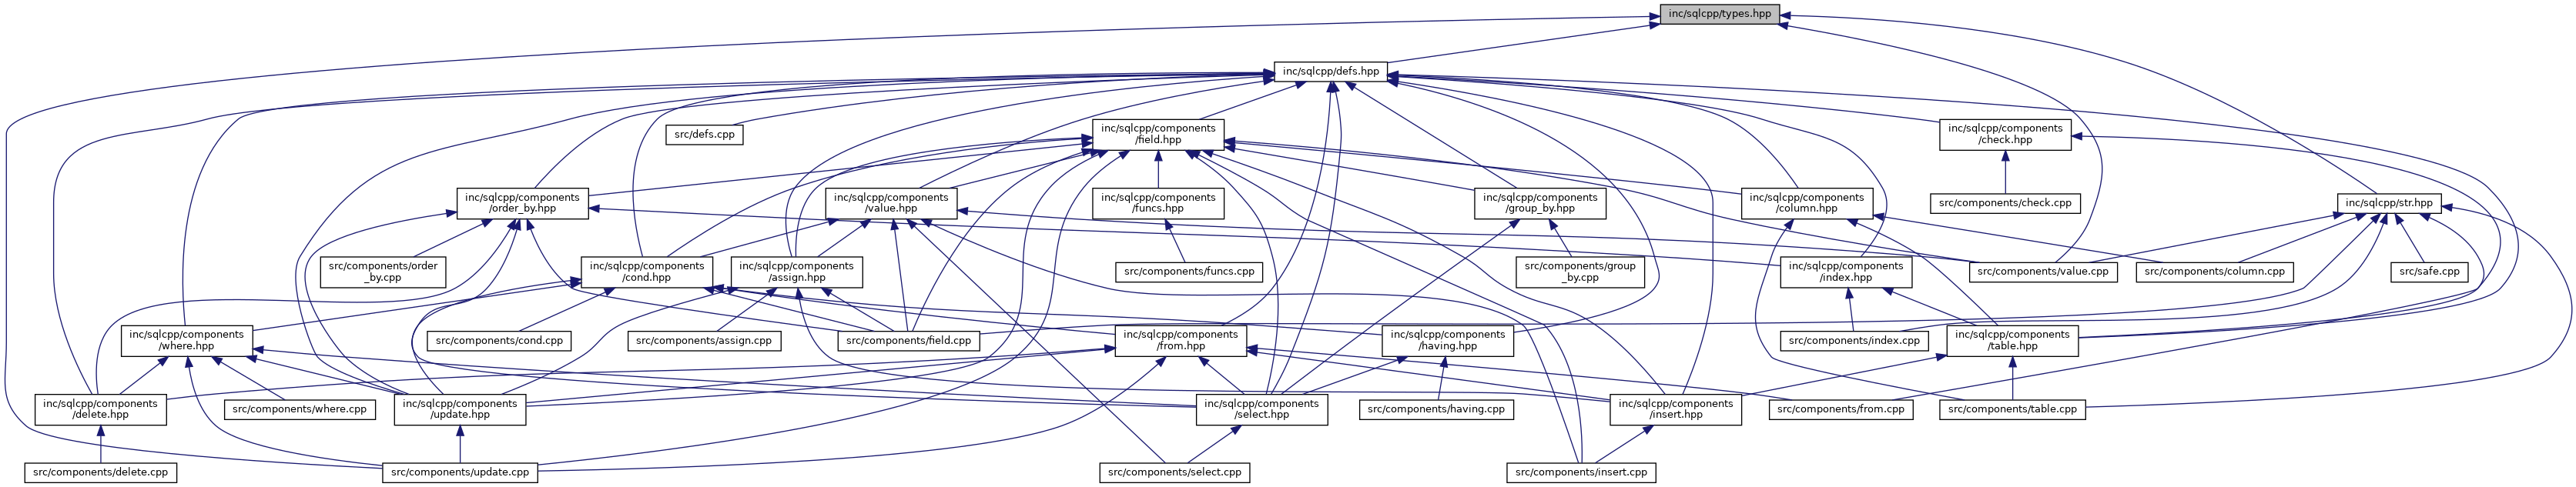 inc/sqlcpp/types.hpp
inc/sqlcpp/defs.hpp
src/defs.cpp
inc/sqlcpp/components
/field.hpp
inc/sqlcpp/components
/check.hpp
inc/sqlcpp/components
/order_by.hpp
inc/sqlcpp/components
/value.hpp
inc/sqlcpp/components
/funcs.hpp
inc/sqlcpp/components
/group_by.hpp
inc/sqlcpp/components
/column.hpp
src/components/check.cpp
inc/sqlcpp/str.hpp
src/components/order
_by.cpp
inc/sqlcpp/components
/cond.hpp
inc/sqlcpp/components
/assign.hpp
src/components/funcs.cpp
src/components/group
_by.cpp
inc/sqlcpp/components
/index.hpp
src/components/value.cpp
src/components/column.cpp
src/safe.cpp
inc/sqlcpp/components
/where.hpp
src/components/cond.cpp
src/components/assign.cpp
src/components/field.cpp
inc/sqlcpp/components
/from.hpp
inc/sqlcpp/components
/having.hpp
src/components/index.cpp
inc/sqlcpp/components
/table.hpp
inc/sqlcpp/components
/delete.hpp
src/components/where.cpp
inc/sqlcpp/components
/update.hpp
inc/sqlcpp/components
/select.hpp
src/components/having.cpp
inc/sqlcpp/components
/insert.hpp
src/components/from.cpp
src/components/table.cpp
src/components/delete.cpp
src/components/update.cpp
src/components/select.cpp
src/components/insert.cpp